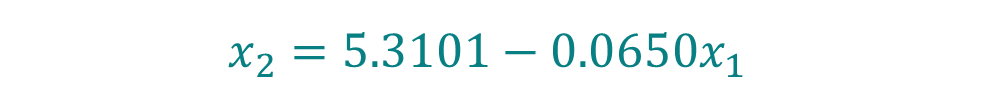 x₂ = 5.3101 − 0.0650x₁